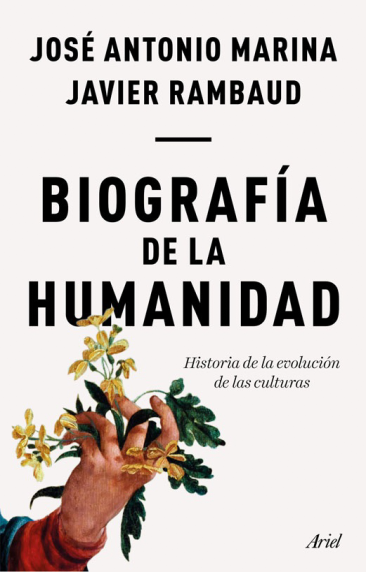 JOSÉ ANTONIO MARINA
JAVIER RAMBAUD
BIOGRAFÍA
DE LA
HUMANIDAD
Historia de la evolución
de las culturas
Ariel